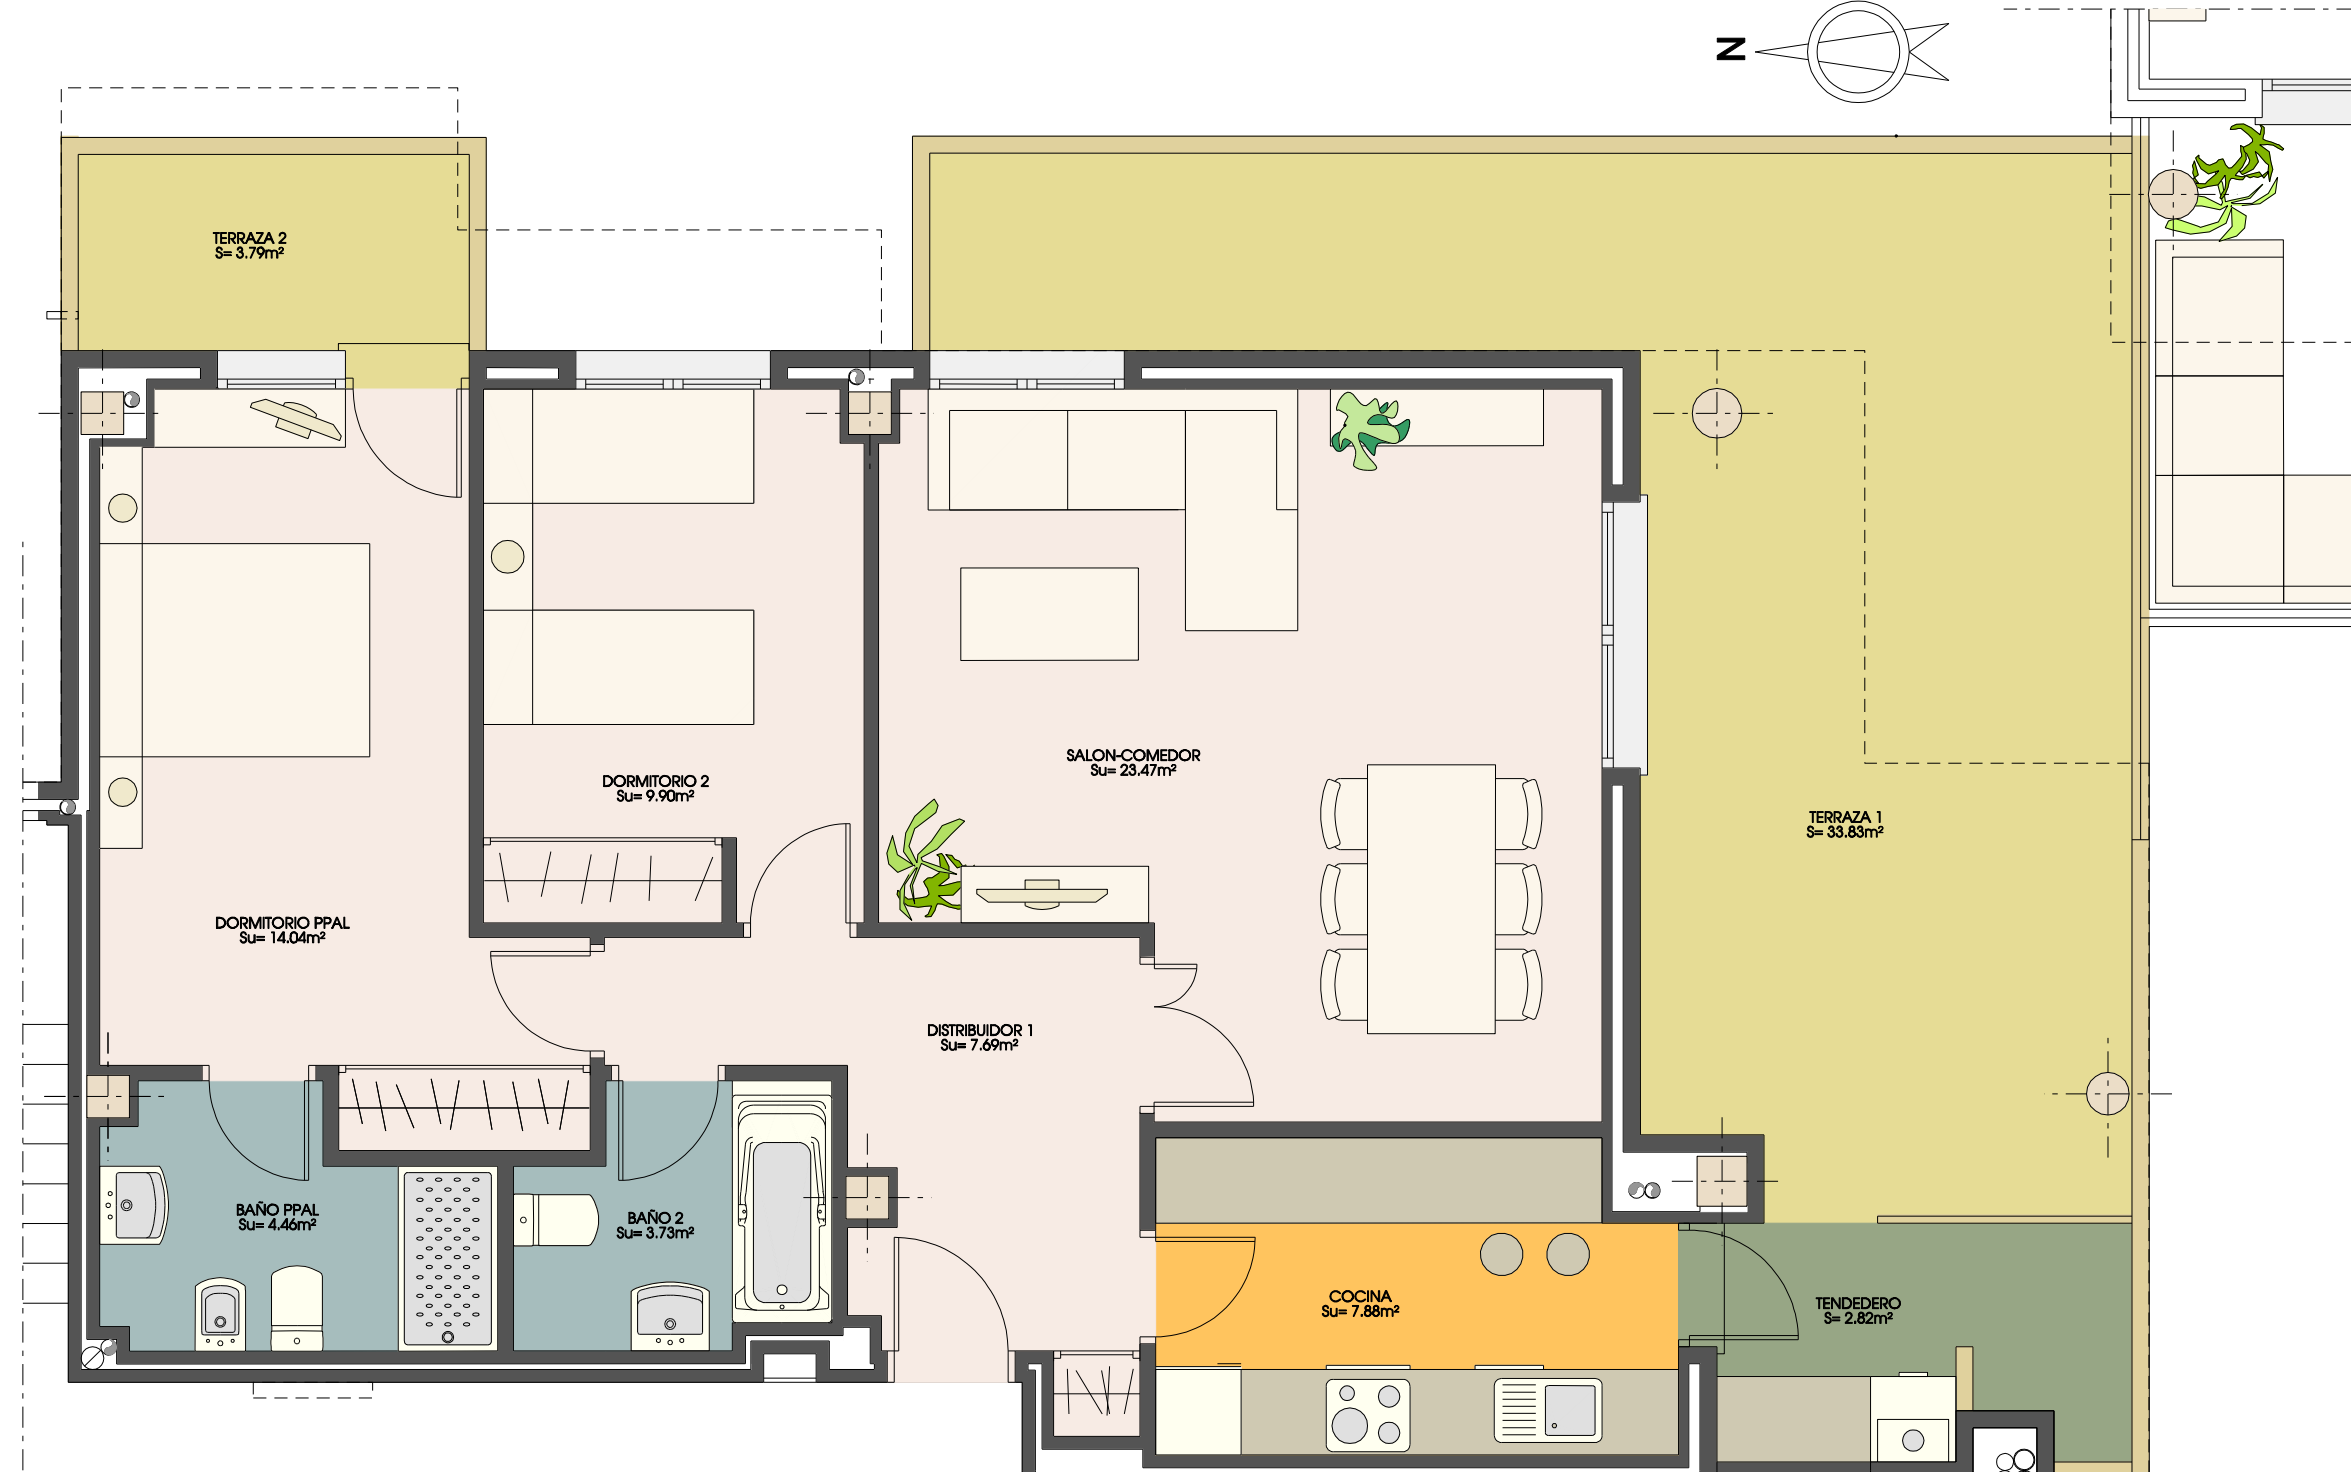 N
TERRAZA 2
S= 3.79m²
SALON-COMEDOR
Su= 23.47m²
DORMITORIO 2
Su= 9.90m²
TERRAZA 1
S= 33.83m²
DORMITORIO PPAL
Su= 14.04m²
DISTRIBUIDOR 1
Su= 7.69m²
BAÑO PPAL
Su= 4.46m²
BAÑO 2
Su= 3.73m²
COCINA
Su= 7.88m²
TENDEDERO
S= 2.82m²